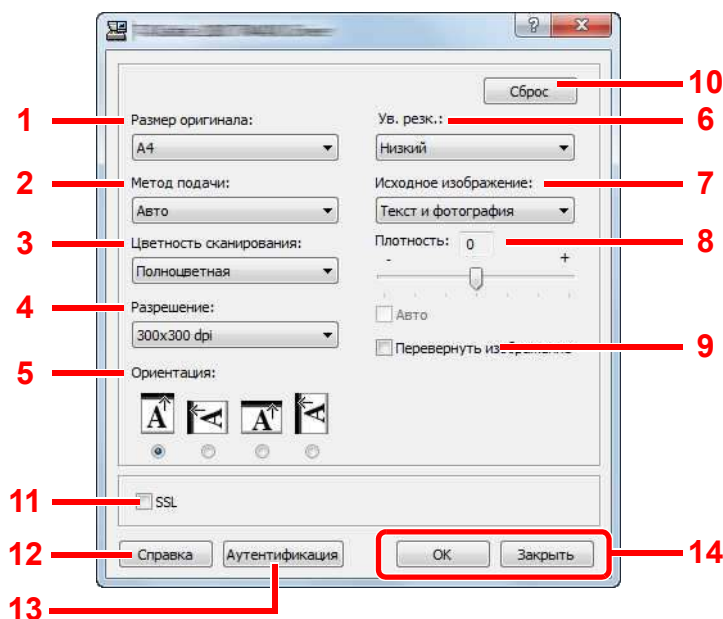 10
Сброс
1
Размер оригинала:
A4
6
Ув. резк.:
Низкий
2
Метод подачи:
Авто
7
Исходное изображение:
Текст и фотография
3
Цветность сканирования:
Полноцветная
8
Плотность: 0
- +
4
Разрешение:
300x300 dpi
Авто
9
Перевернуть изображение
5
Ориентация:
A A A A
11
SSL
12
Справка
13
Аутентификация
14
OK
Закрыть